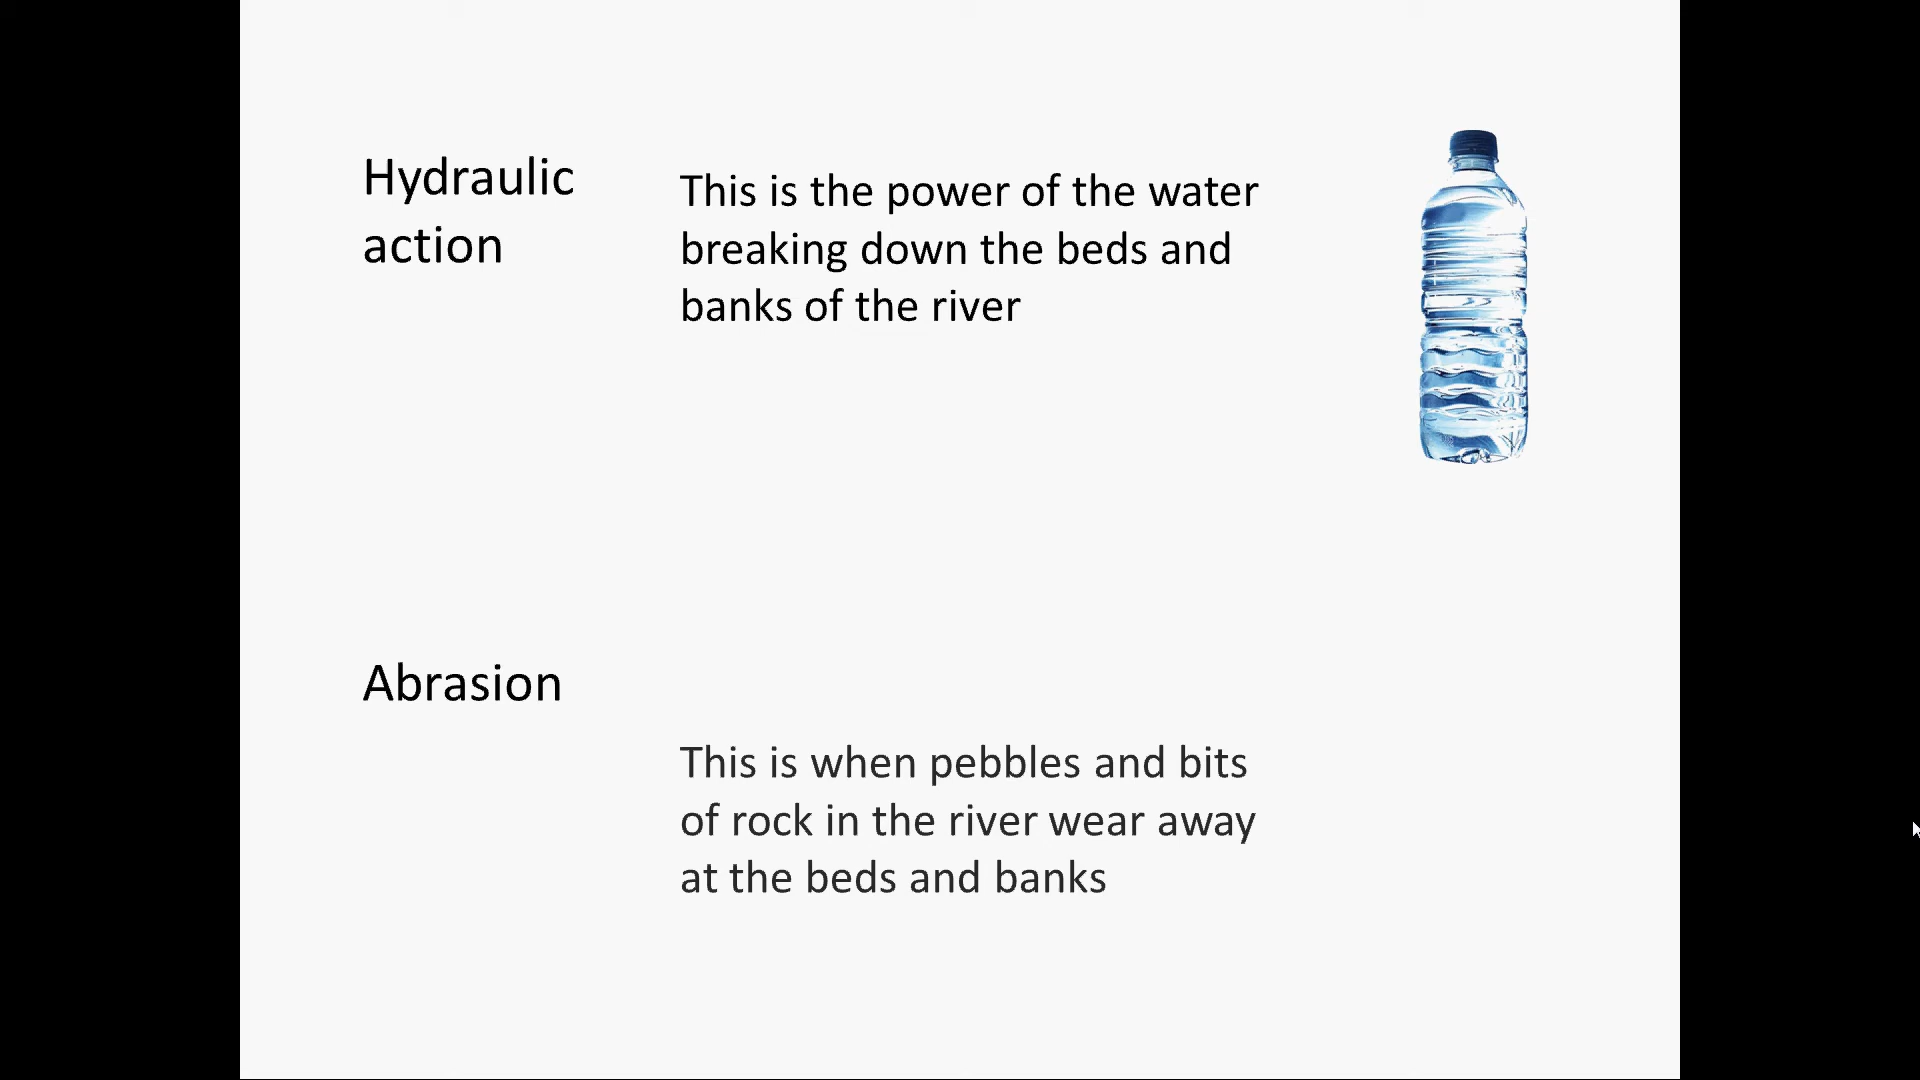 Hydraulic
action
This is the power of the water
breaking down the beds and
banks of the river
Abrasion
This is when pebbles and bits
of rock in the river wear away
at the beds and banks